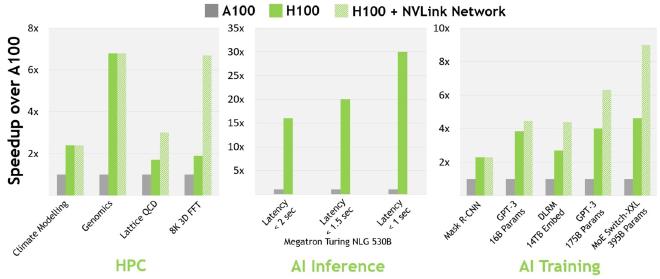 A100 H100 H100 + NVLink Network
Speedup over A100
8x
6x
4x
2x
Climate Modelling
Genomics
Lattice QCD
8K 3D FFT
HPC
35x
30x
25x
20x
15x
10x
5x
Latency
< 2 sec
Latency
< 1.5 sec
Latency
< 1 sec
Megatron Turing NLG 530B
AI Inference
10x
8x
6x
4x
2x
Mask R-CNN
GPT-3
16B Params
DLRM
14TB Embed
GPT-3
175B Params
MoE Switch-XXL
395B Params
AI Training